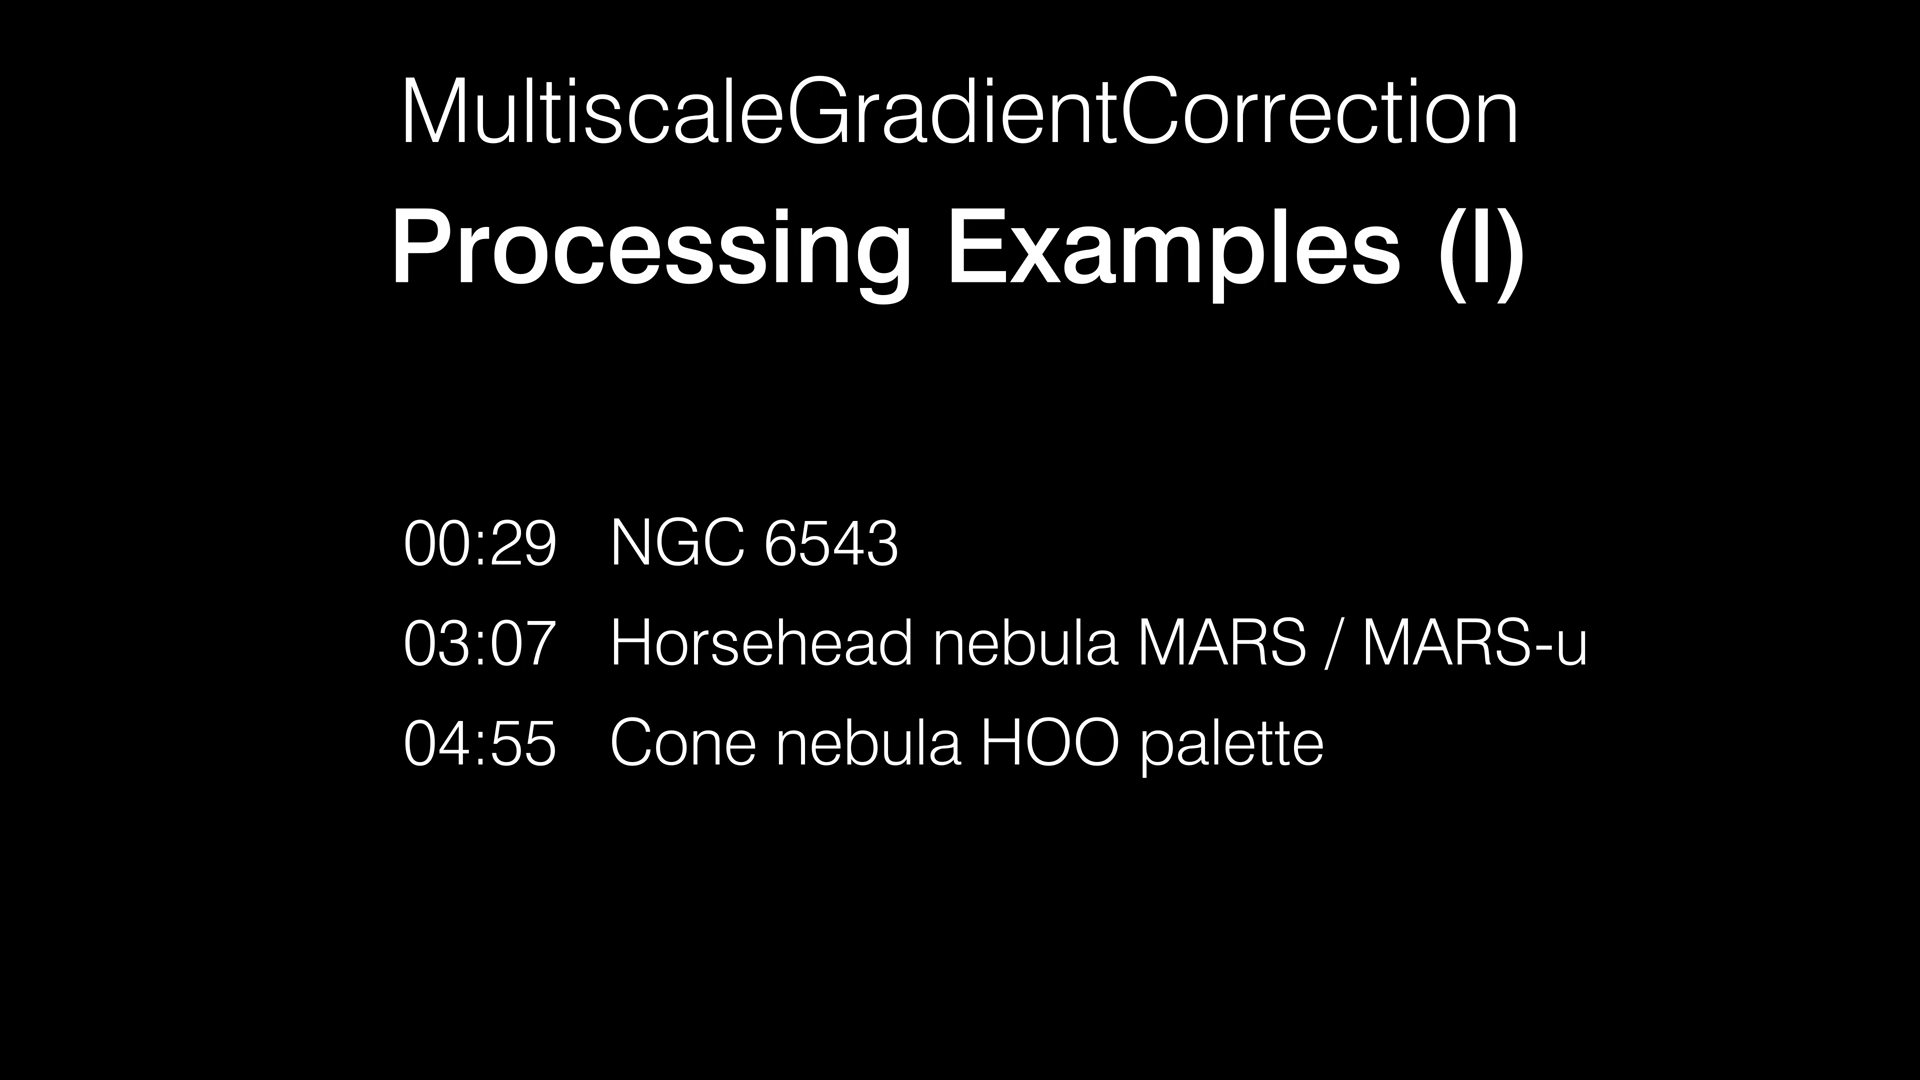 MultiscaleGradientCorrection
Processing Examples (I)
00:29 NGC 6543
03:07 Horsehead nebula MARS / MARS-u
04:55 Cone nebula HOO palette